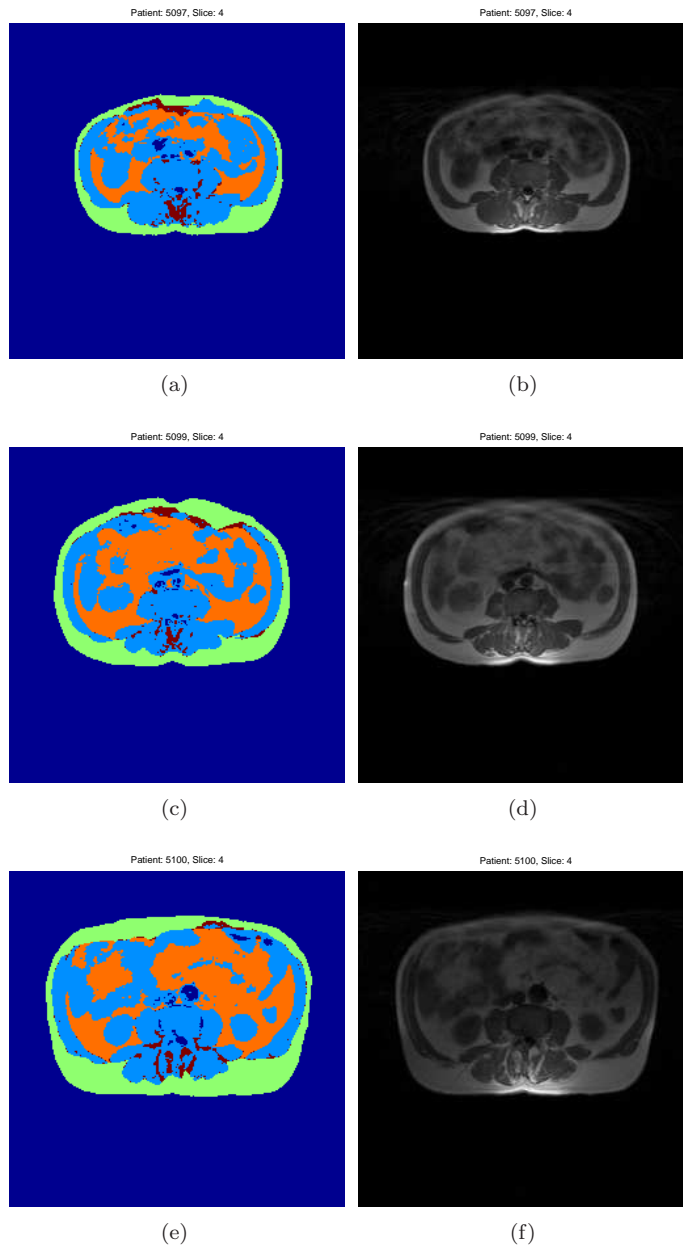 Patient: 5097, Slice: 4
Patient: 5097, Slice: 4
(a)
(b)
Patient: 5099, Slice: 4
Patient: 5099, Slice: 4
(c)
(d)
Patient: 5100, Slice: 4
Patient: 5100, Slice: 4
(e)
(f)